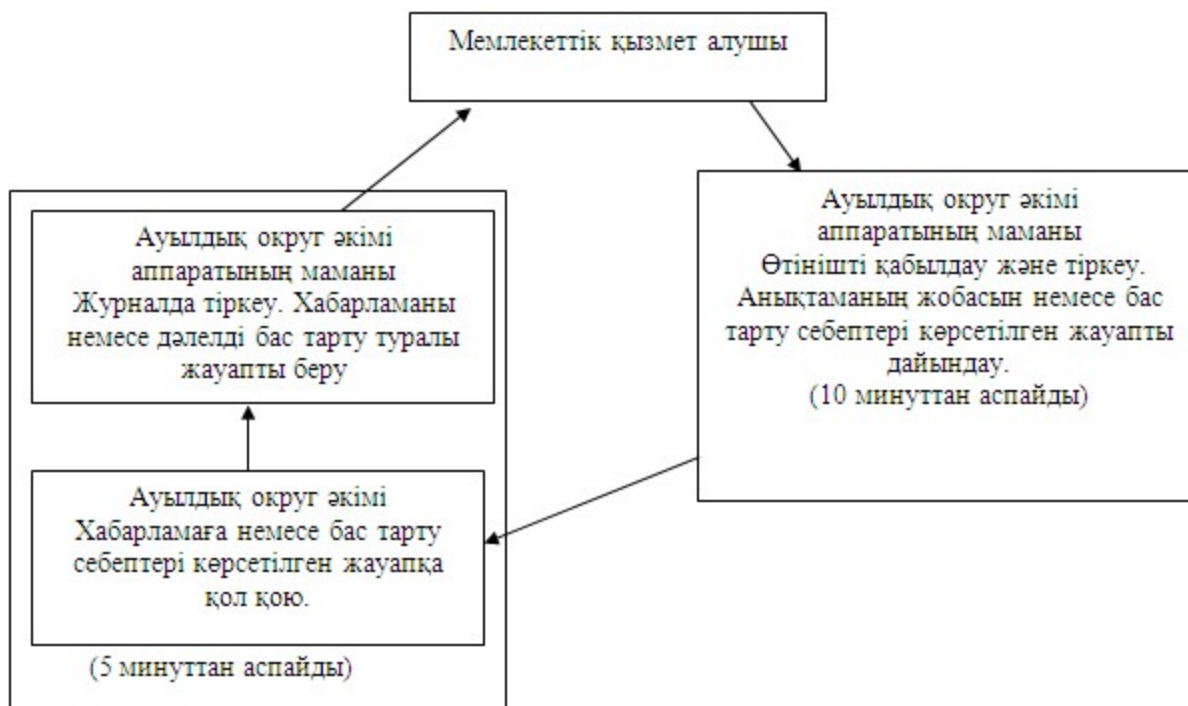 Мемлекеттік қызмет алушы
Ауылдық округ әкімі
аппаратының маманы
Өтінішті қабылдау және тіркеу.
Анықтаманың жобасын немесе бас
тарту себептері көрсетілген жауапты
дайындау.
(10 минуттан аспайды)
Ауылдық округ әкімі
Хабарламаға немесе бас тарту
себептері көрсетілген жауапқа
қол қою.
(5 минуттан аспайды)
Ауылдық округ әкімі
аппаратының маманы
Журналда тіркеу. Хабарламаны
немесе дәлелді бас тарту туралы
жауапты беру